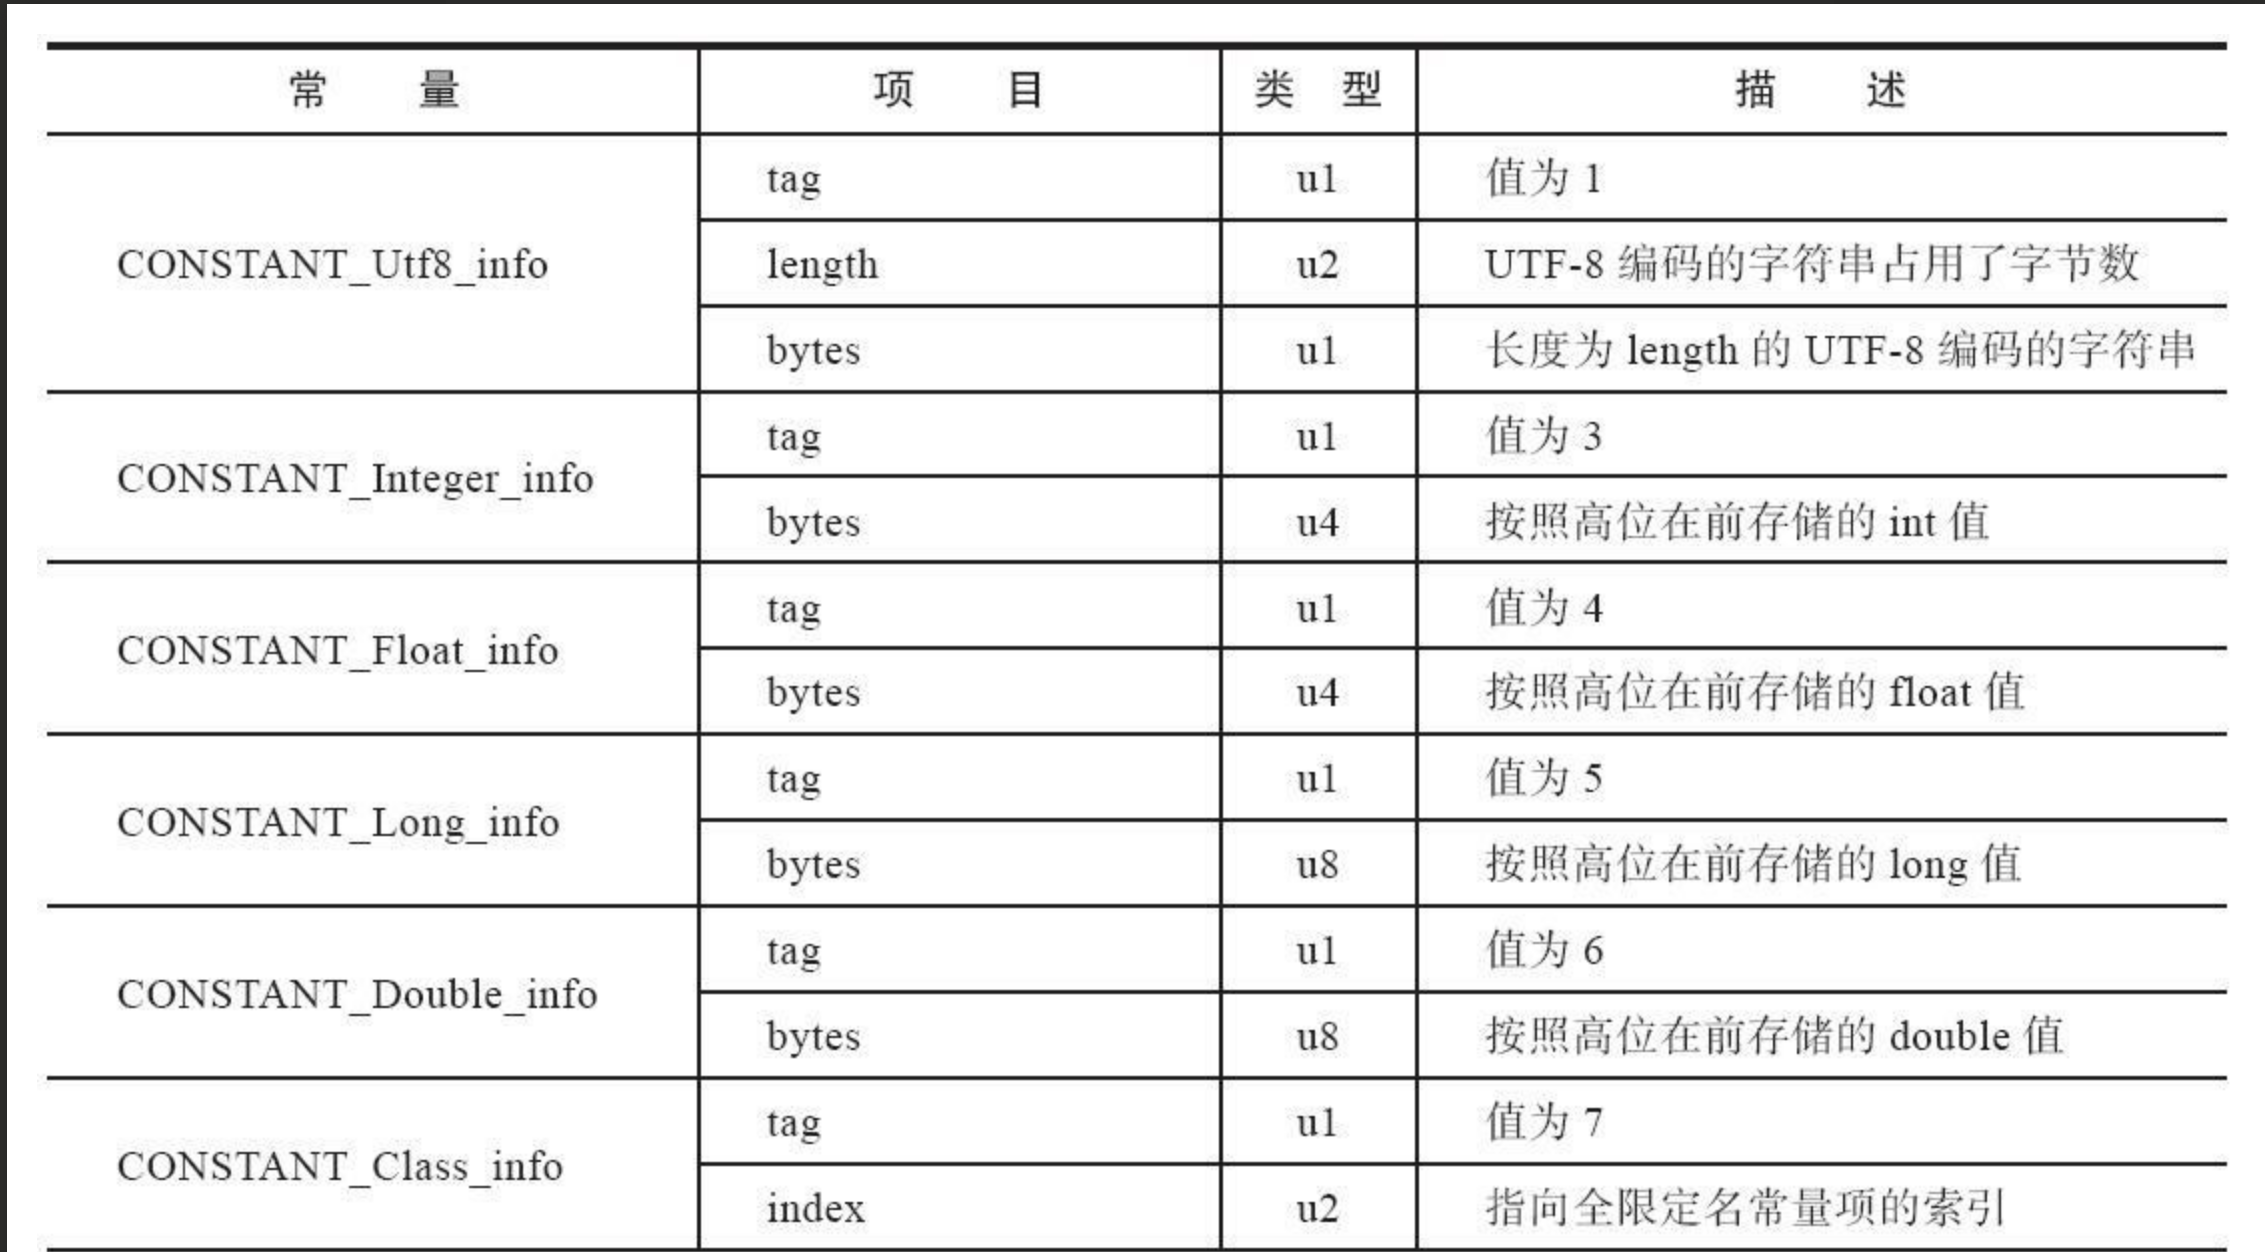 常 量 项 目 类 型 描 述
tag u1 值为 1
CONSTANT_Utf8_info length u2 UTF-8 编码的字符串占用了字节数
bytes u1 长度为 length 的 UTF-8 编码的字符串
tag u1 值为 3
CONSTANT_Integer_info
bytes u4 按照高位在前存储的 int 值
tag u1 值为 4
CONSTANT_Float_info
bytes u4 按照高位在前存储的 float 值
tag u1 值为 5
CONSTANT_Long_info
bytes u8 按照高位在前存储的 long 值
tag u1 值为 6
CONSTANT_Double_info
bytes u8 按照高位在前存储的 double 值
tag u1 值为 7
CONSTANT_Class_info
index u2 指向全限定名常量项的索引